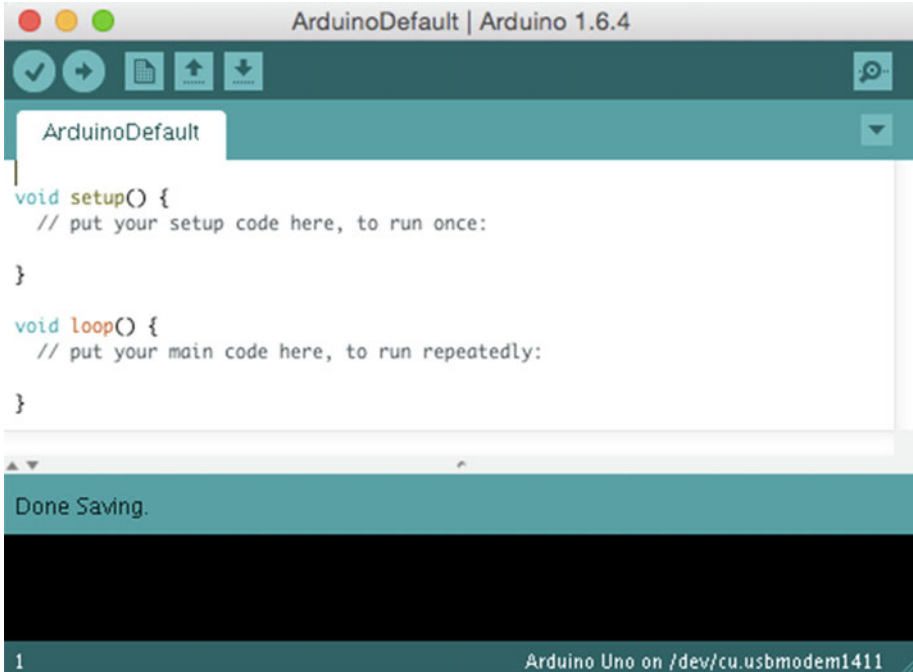 ArduinoDefault | Arduino 1.6.4
ArduinoDefault
void setup() {
  // put your setup code here, to run once:
}
void loop() {
  // put your main code here, to run repeatedly:
}
Done Saving.
1 Arduino Uno on /dev/cu.usbmodem1411